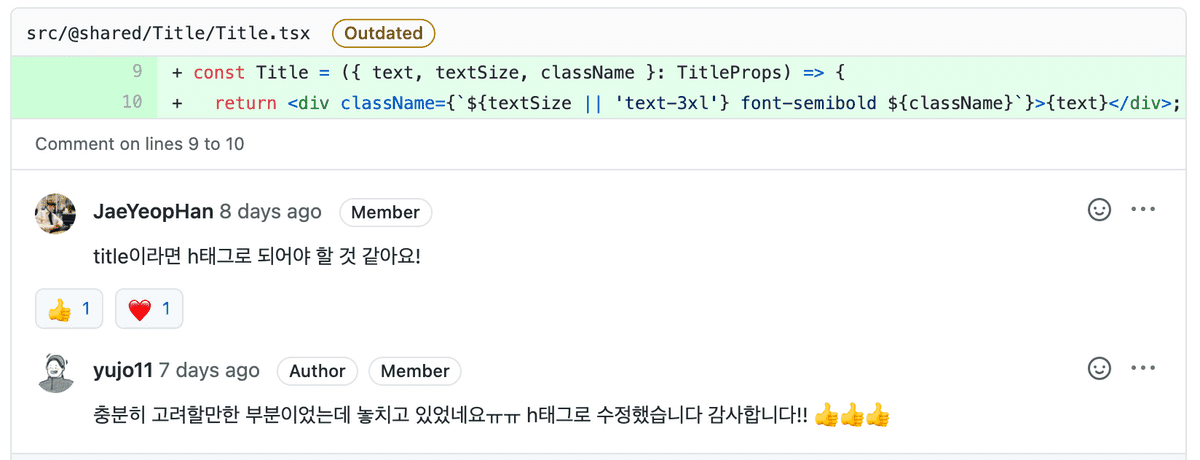 src/@shared/Title/Title.tsx Outdated
9 + const Title = ({ text, textSize, className }: TitleProps) => {
10 + return <div className={`${textSize || 'text-3xl'} font-semibold ${className}`}>{text}</div>;
Comment on lines 9 to 10
JaeYeopHan 8 days ago Member
title이라면 h태그로 되어야 할 것 같아요!
👍 1 ❤️ 1
yujo11 7 days ago Author Member
충분히 고려할만한 부분이었는데 놓치고 있었네요ㅠㅠ h태그로 수정했습니다 감사합니다!! 👍👍👍